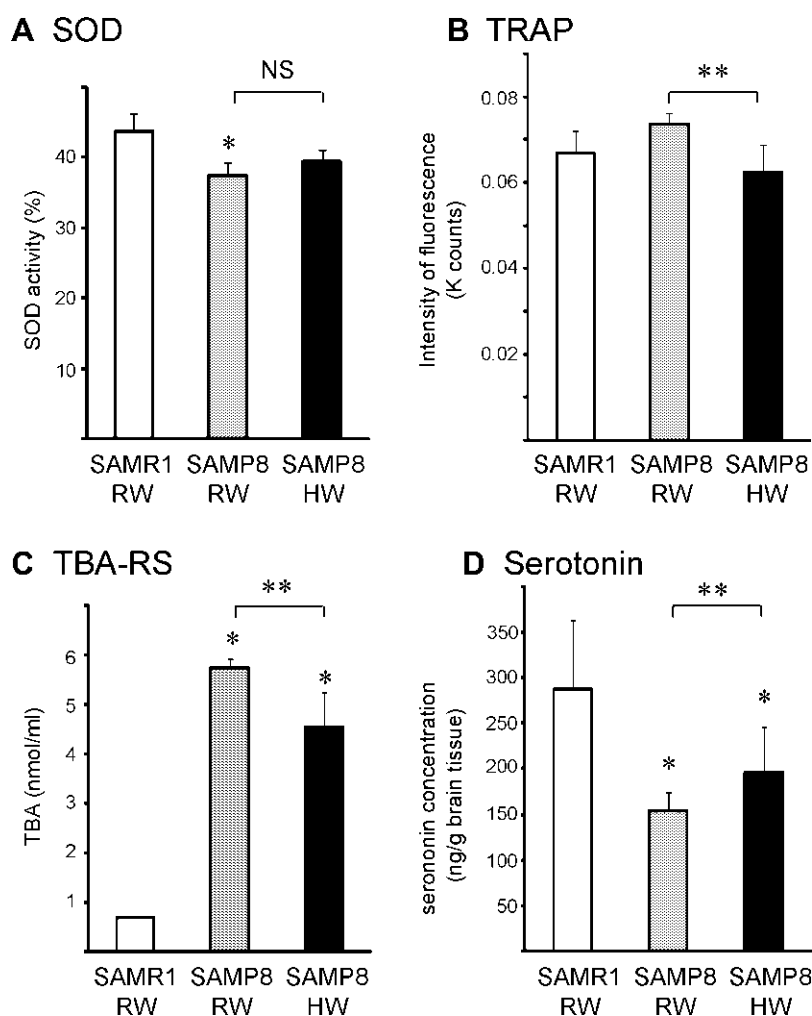 A SOD
NS
*
40
30
20
10
SOD activity (%)
SAMR1 SAMP8 SAMP8
RW RW HW
B TRAP
**
0.08
0.06
0.04
0.02
Intensity of fluorescence
(K counts)
SAMR1 SAMP8 SAMP8
RW RW HW
C TBA-RS
**
*
*
6
5
4
3
2
1
TBA (nmol/ml)
SAMR1 SAMP8 SAMP8
RW RW HW
D Serotonin
**
*
*
350
300
250
200
150
100
50
serononin concentration
(ng/g brain tissue)
SAMR1 SAMP8 SAMP8
RW RW HW